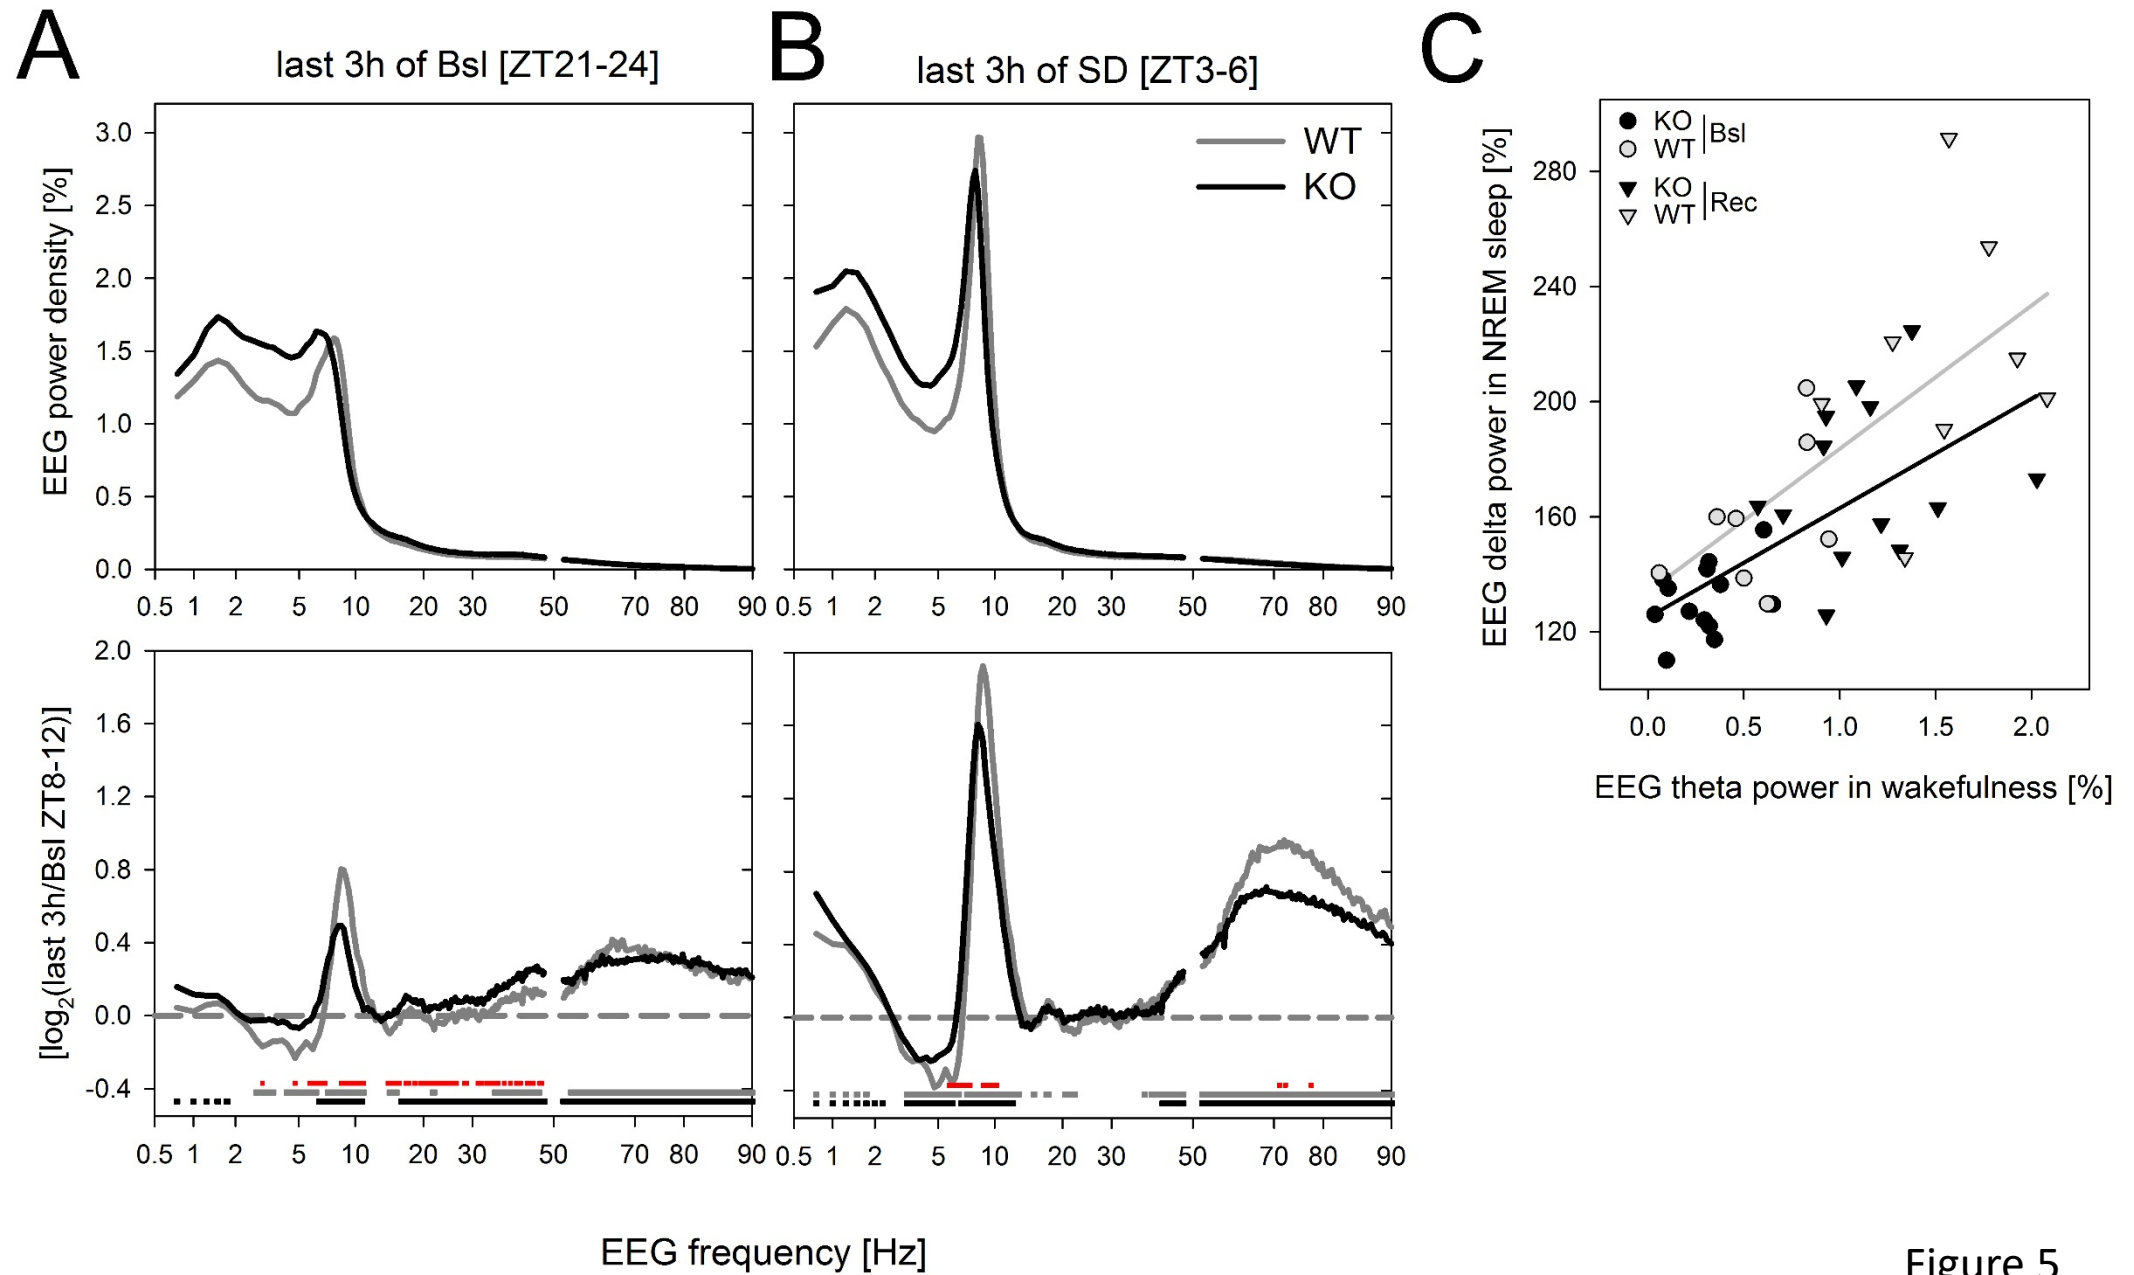 A
last 3h of Bsl [ZT21-24]
EEG power density [%]
3.0
2.5
2.0
1.5
1.0
0.5
0.0
0.5 1 2 5 10 20 30 50 70 80 90
[log2(last 3h/Bsl ZT8-12)]
2.0
1.6
1.2
0.8
0.4
0.0
-0.4
0.5 1 2 5 10 20 30 50 70 80 90
B
last 3h of SD [ZT3-6]
WT
KO
0.5 1 2 5 10 20 30 50 70 80 90
0.5 1 2 5 10 20 30 50 70 80 90
EEG frequency [Hz]
C
EEG delta power in NREM sleep [%]
280
240
200
160
120
KO
WT
Bsl
KO
WT
Rec
0.0 0.5 1.0 1.5 2.0
EEG theta power in wakefulness [%]
Figure 5